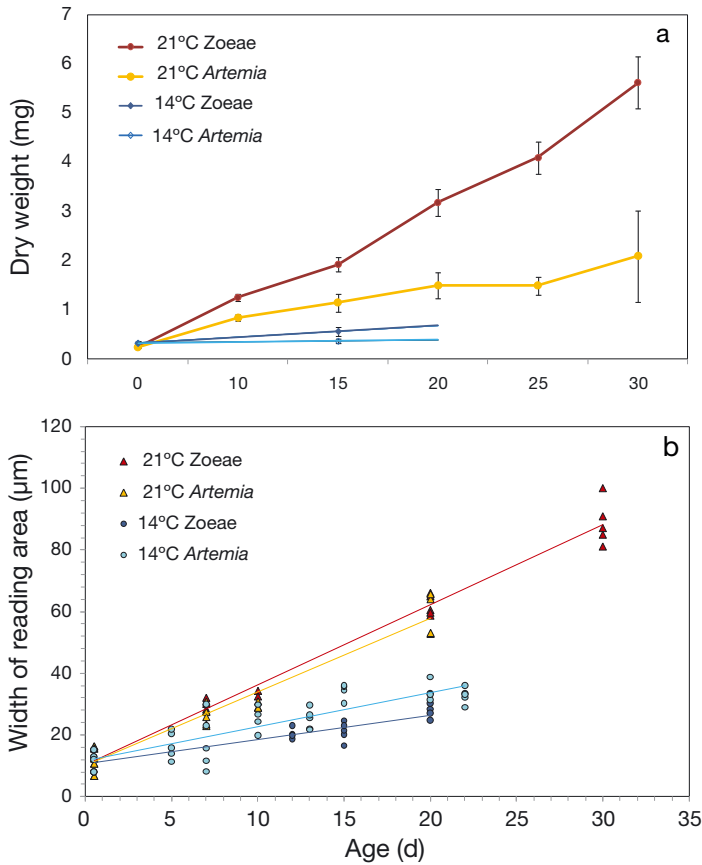 7
6
5
4
3
2
1
0
Dry weight (mg)
a
21ºC Zoeae
21ºC Artemia
14ºC Zoeae
14ºC Artemia
0 10 15 20 25 30
120
100
80
60
40
20
0
Width of reading area (µm)
b
21ºC Zoeae
21ºC Artemia
14ºC Zoeae
14ºC Artemia
0 5 10 15 20 25 30 35
Age (d)